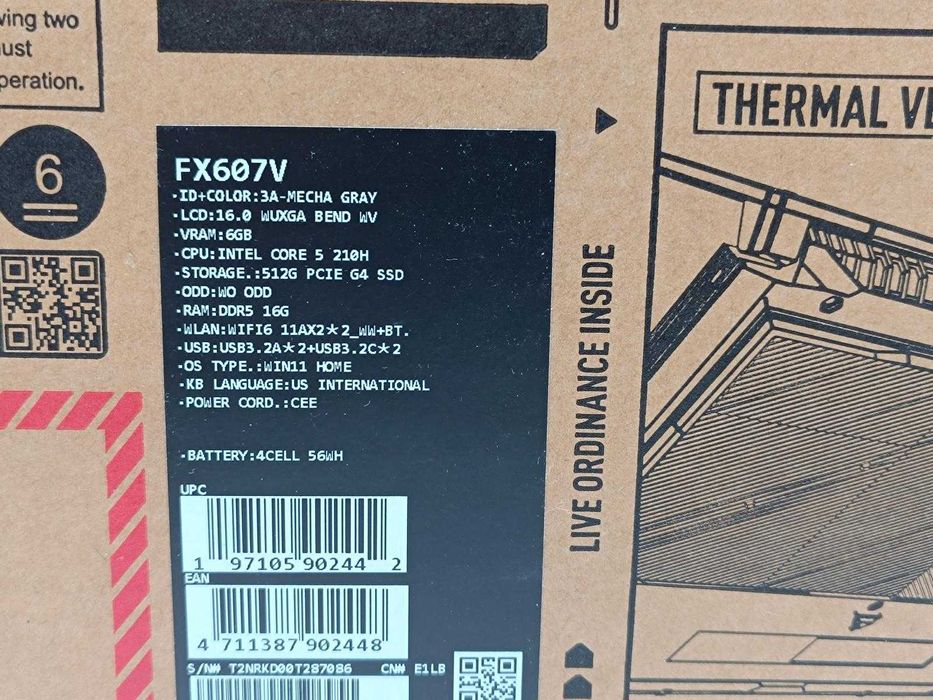 ving two
ust
peration.
6
THERMAL VE
LIVE ORDINANCE INSIDE
FX607V
·ID+COLOR:3A-MECHA GRAY
·LCD:16.0 WUXGA BEND WV
·VRAM:6GB
·CPU:INTEL CORE 5 210H
·STORAGE.:512G PCIE G4 SSD
·ODD:WO ODD
·RAM:DDR5 16G
·WLAN:WIFI6 11AX2*2_WW+BT.
·USB:USB3.2A*2+USB3.2C*2
·OS TYPE.:WIN11 HOME
·KB LANGUAGE:US INTERNATIONAL
·POWER CORD.:CEE
·BATTERY:4CELL 56WH
UPC
1 97105 90244 2
EAN
4 711387 902448
S/N# T2NRKD00T287086 CN# E1LB